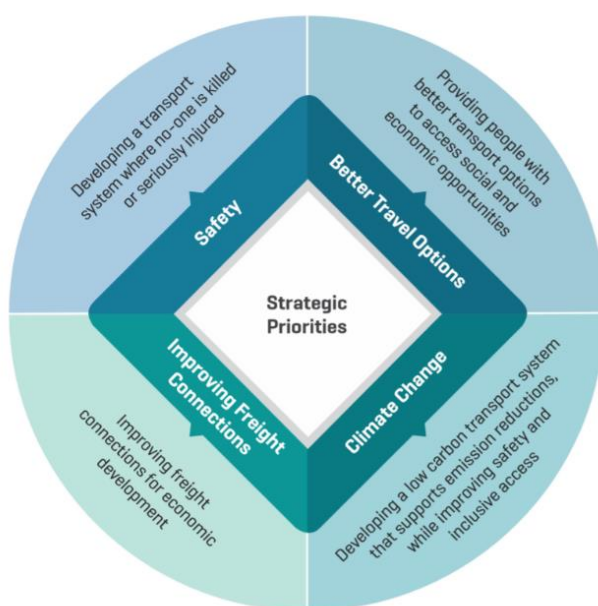 Developing a transport
system where no-one is killed
or seriously injured
Safety
Providing people with
better transport options
to access social and
economic opportunities
Better Travel Options
Strategic
Priorities
Improving Freight
Connections
Improving freight
connections for economic
development
Climate Change
Developing a low carbon transport system
that supports emission reductions,
while improving safety and
inclusive access